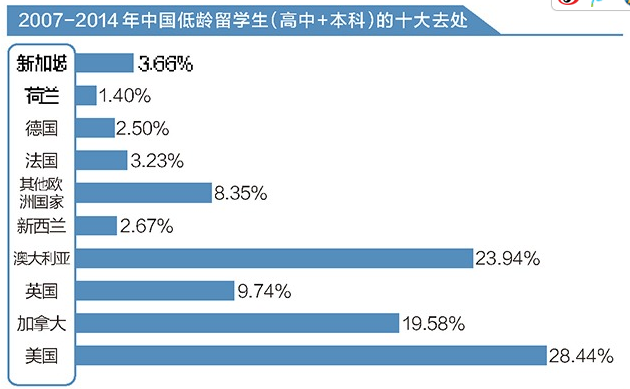 2007-2014年中国低龄留学生(高中+本科)的十大去处
新加坡 3.66%
荷兰 1.40%
德国 2.50%
法国 3.23%
其他欧
洲国家 8.35%
新西兰 2.67%
澳大利亚 23.94%
英国 9.74%
加拿大 19.58%
美国 28.44%